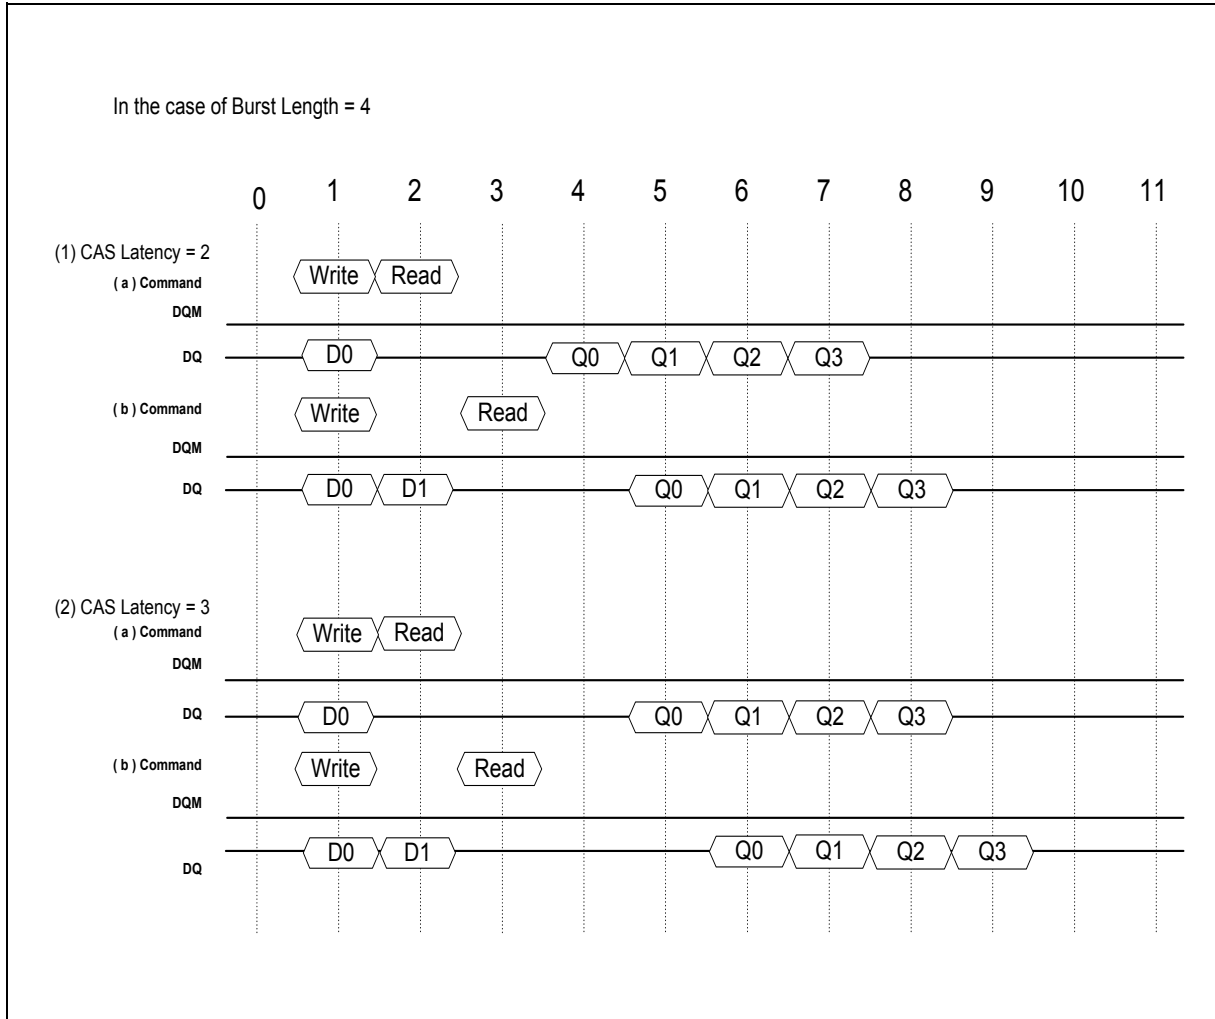 In the case of Burst Length = 4
0 1 2 3 4 5 6 7 8 9 10 11
(1) CAS Latency = 2
( a ) Command Write Read
DQM
DQ D0 Q0 Q1 Q2 Q3
( b ) Command Write Read
DQM
DQ D0 D1 Q0 Q1 Q2 Q3
(2) CAS Latency = 3
( a ) Command Write Read
DQM
DQ D0 Q0 Q1 Q2 Q3
( b ) Command Write Read
DQM
DQ D0 D1 Q0 Q1 Q2 Q3